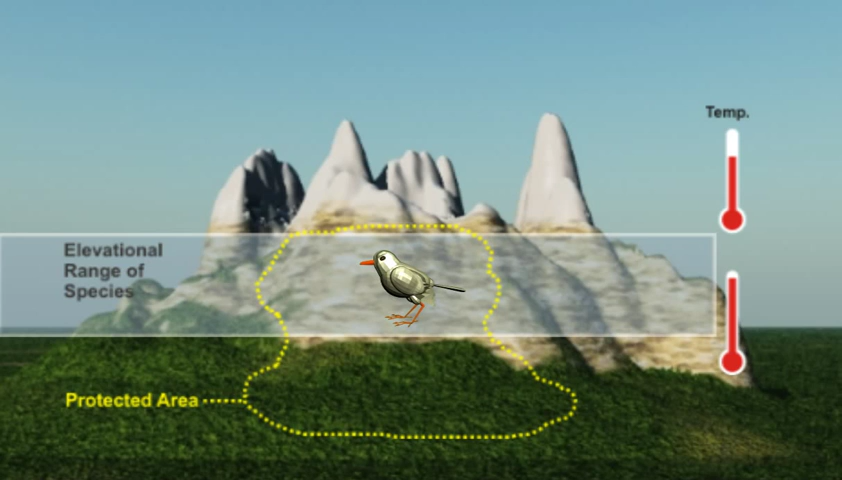 Temp.
Elevational
Range of
Species
Protected Area